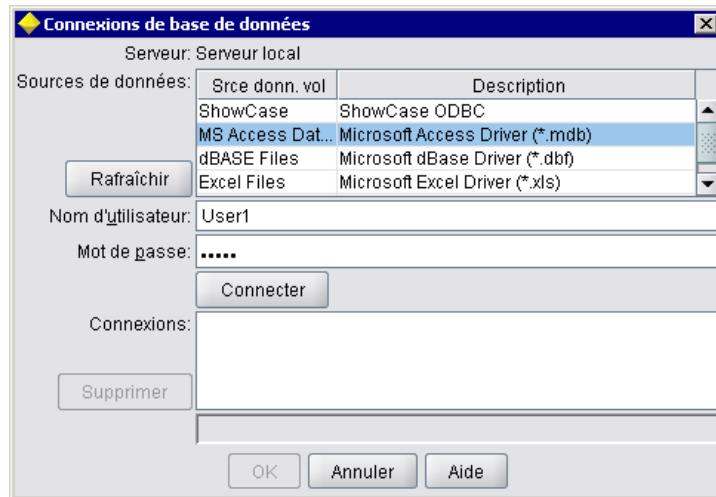 Connexions de base de données
Serveur: Serveur local
Sources de données:
Srce donn. vol Description
ShowCase ShowCase ODBC
MS Access Dat... Microsoft Access Driver (*.mdb)
dBASE Files Microsoft dBase Driver (*.dbf)
Excel Files Microsoft Excel Driver (*.xls)
Rafraîchir
Nom d'utilisateur: User1
Mot de passe: •••••
Connecter
Connexions:
Supprimer
OK Annuler Aide